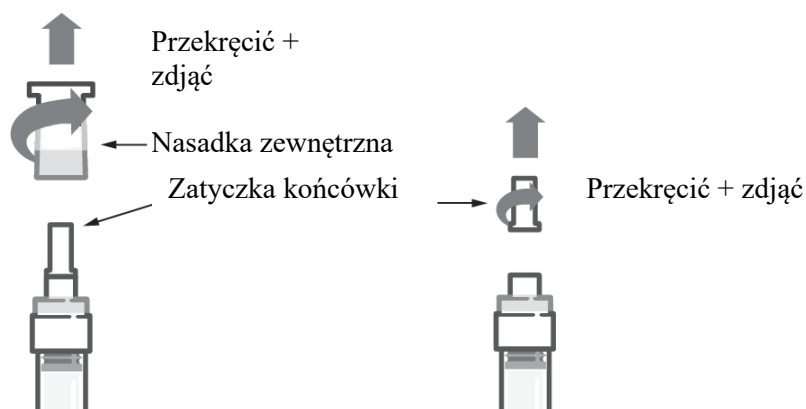 Przekręcić +
zdjąć
Nasadka zewnętrzna
Zatyczka końcówki
Przekręcić + zdjąć